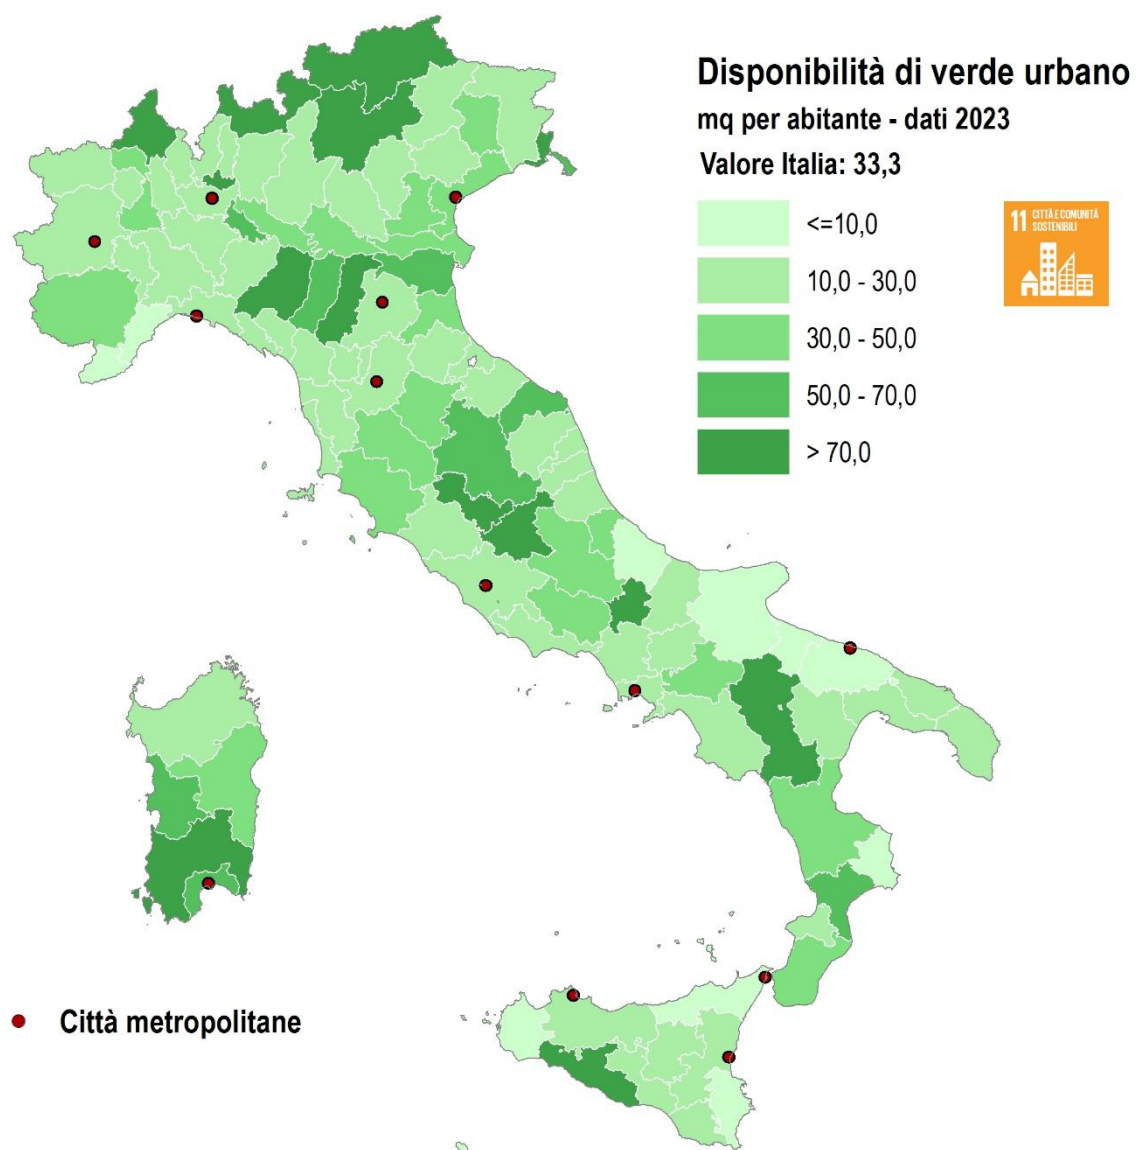 Disponibilità di verde urbano
mq per abitante - dati 2023
Valore Italia: 33,3
<=10,0
10,0 - 30,0
30,0 - 50,0
50,0 - 70,0
> 70,0
11 CITTÀ E COMUNITÀ
SOSTENIBILI
Città metropolitane